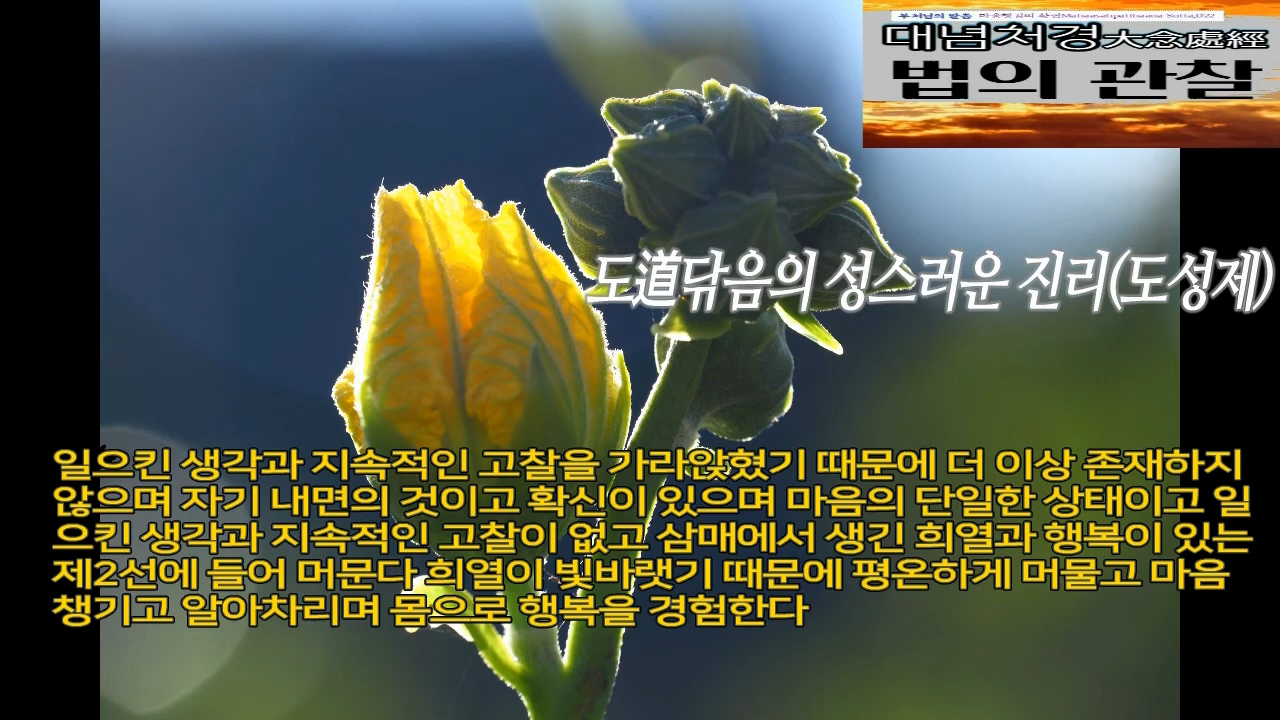 부처님의 말씀
대념처경大念處經
법의 관찰
도道닦음의 성스러운 진리(도성제)
일으킨 생각과 지속적인 고찰을 가라앉혔기 때문에 더 이상 존재하지
않으며 자기 내면의 것이고 확신이 있으며 마음의 단일한 상태이고 일
으킨 생각과 지속적인 고찰이 없고 삼매에서 생긴 희열과 행복이 있는
제2선에 들어 머문다 희열이 빛바랬기 때문에 평온하게 머물고 마음
챙기고 알아차리며 몸으로 행복을 경험한다